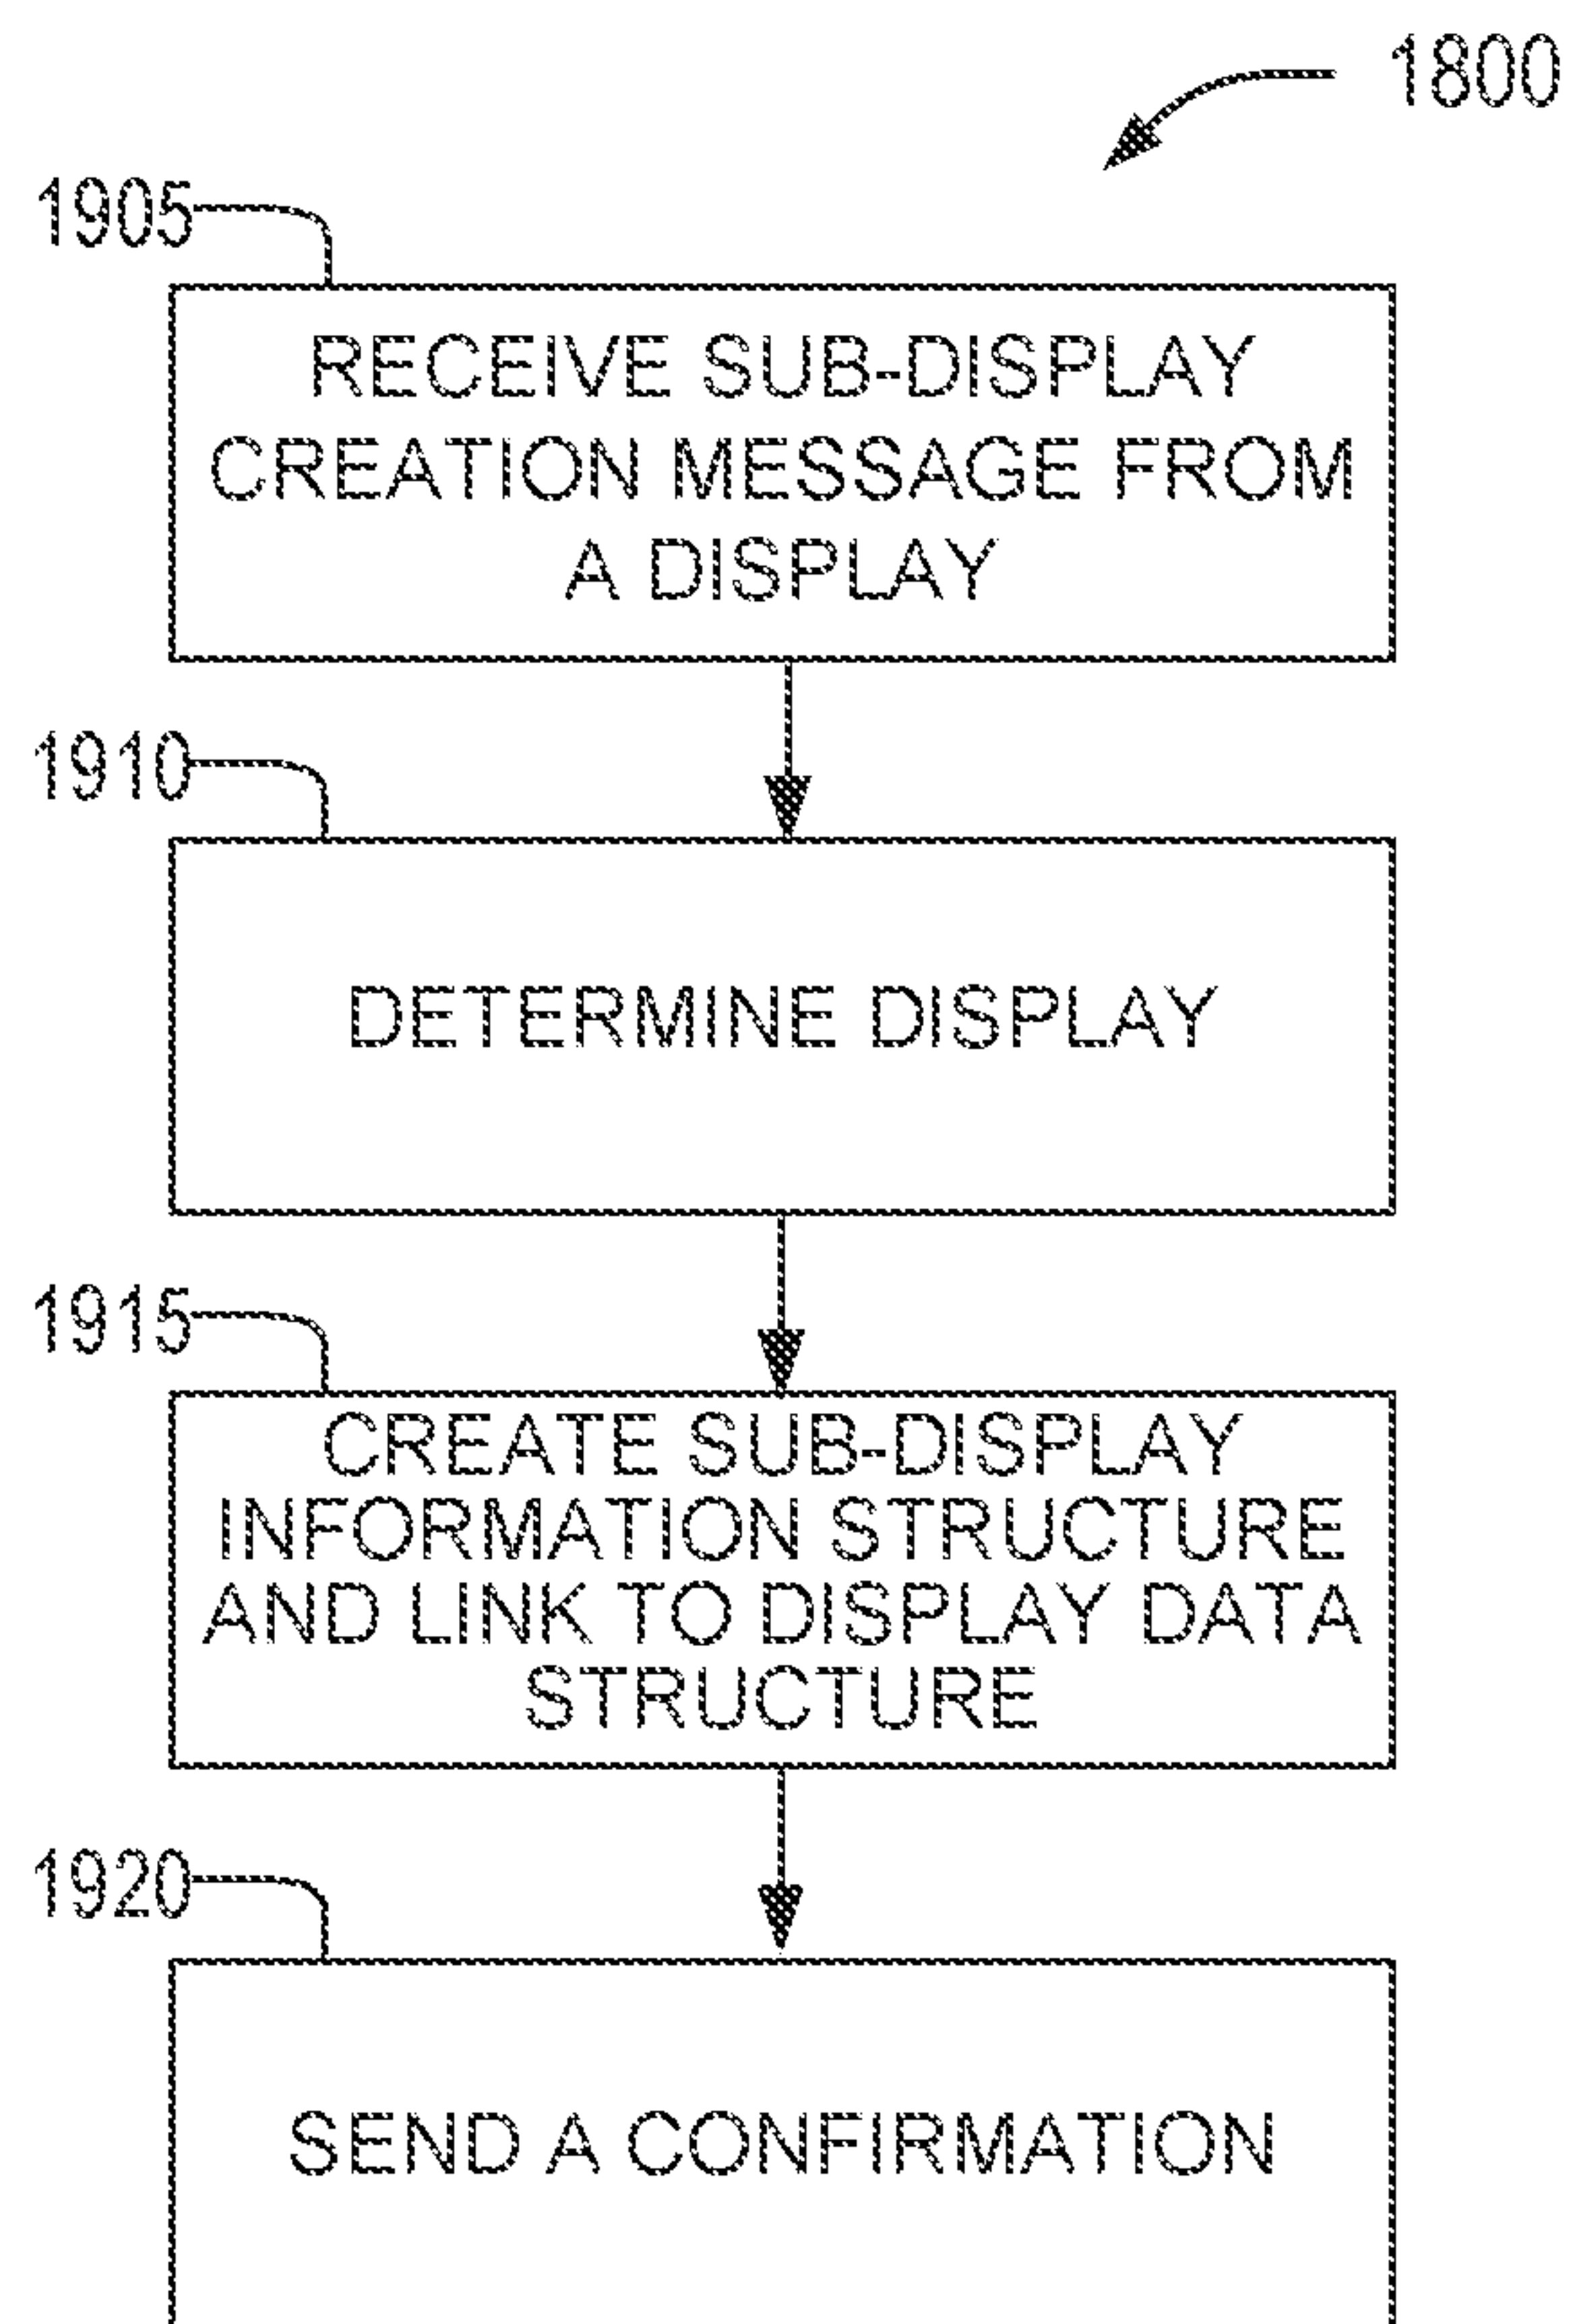 1800
1905
RECEIVE SUB-DISPLAY
CREATION MESSAGE FROM
A DISPLAY
1910
DETERMINE DISPLAY
1915
CREATE SUB-DISPLAY
INFORMATION STRUCTURE
AND LINK TO DISPLAY DATA
STRUCTURE
1920
SEND A CONFIRMATION